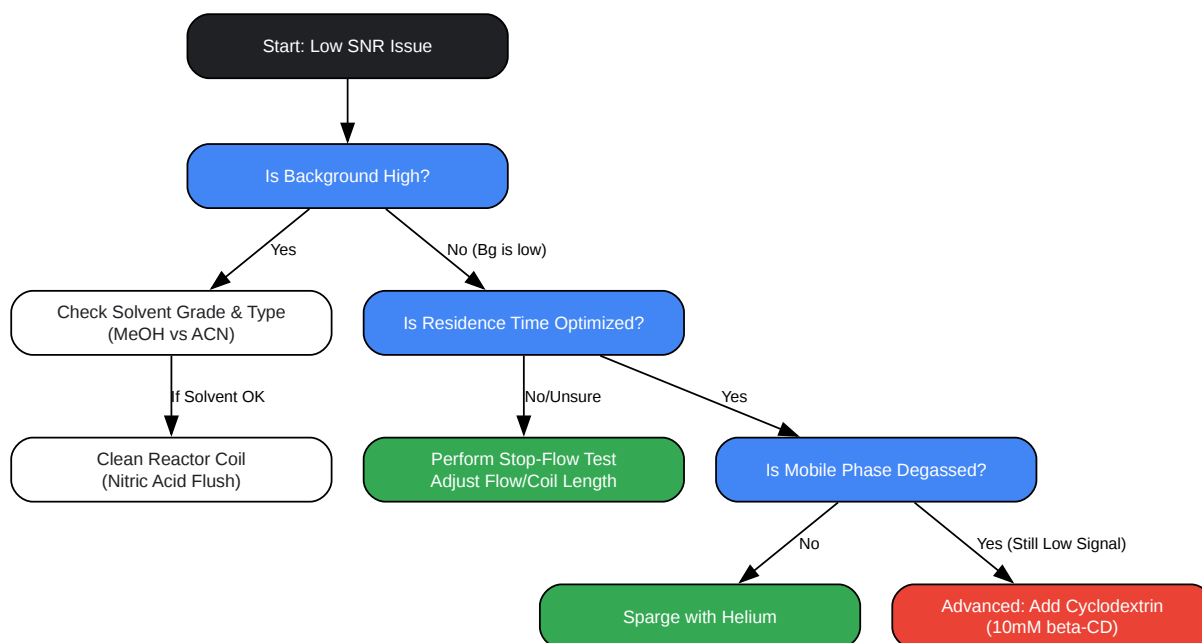 Start: Low SNR Issue
Is Background High?
Yes
No (Bg is low)
Check Solvent Grade & Type
(MeOH vs ACN)
Is Residence Time Optimized?
If Solvent OK
No/Unsure
Yes
Clean Reactor Coil
(Nitric Acid Flush)
Perform Stop-Flow Test
Adjust Flow/Coil Length
Is Mobile Phase Degassed?
No
Yes (Still Low Signal)
Sparge with Helium
Advanced: Add Cyclodextrin
(10mM beta-CD)